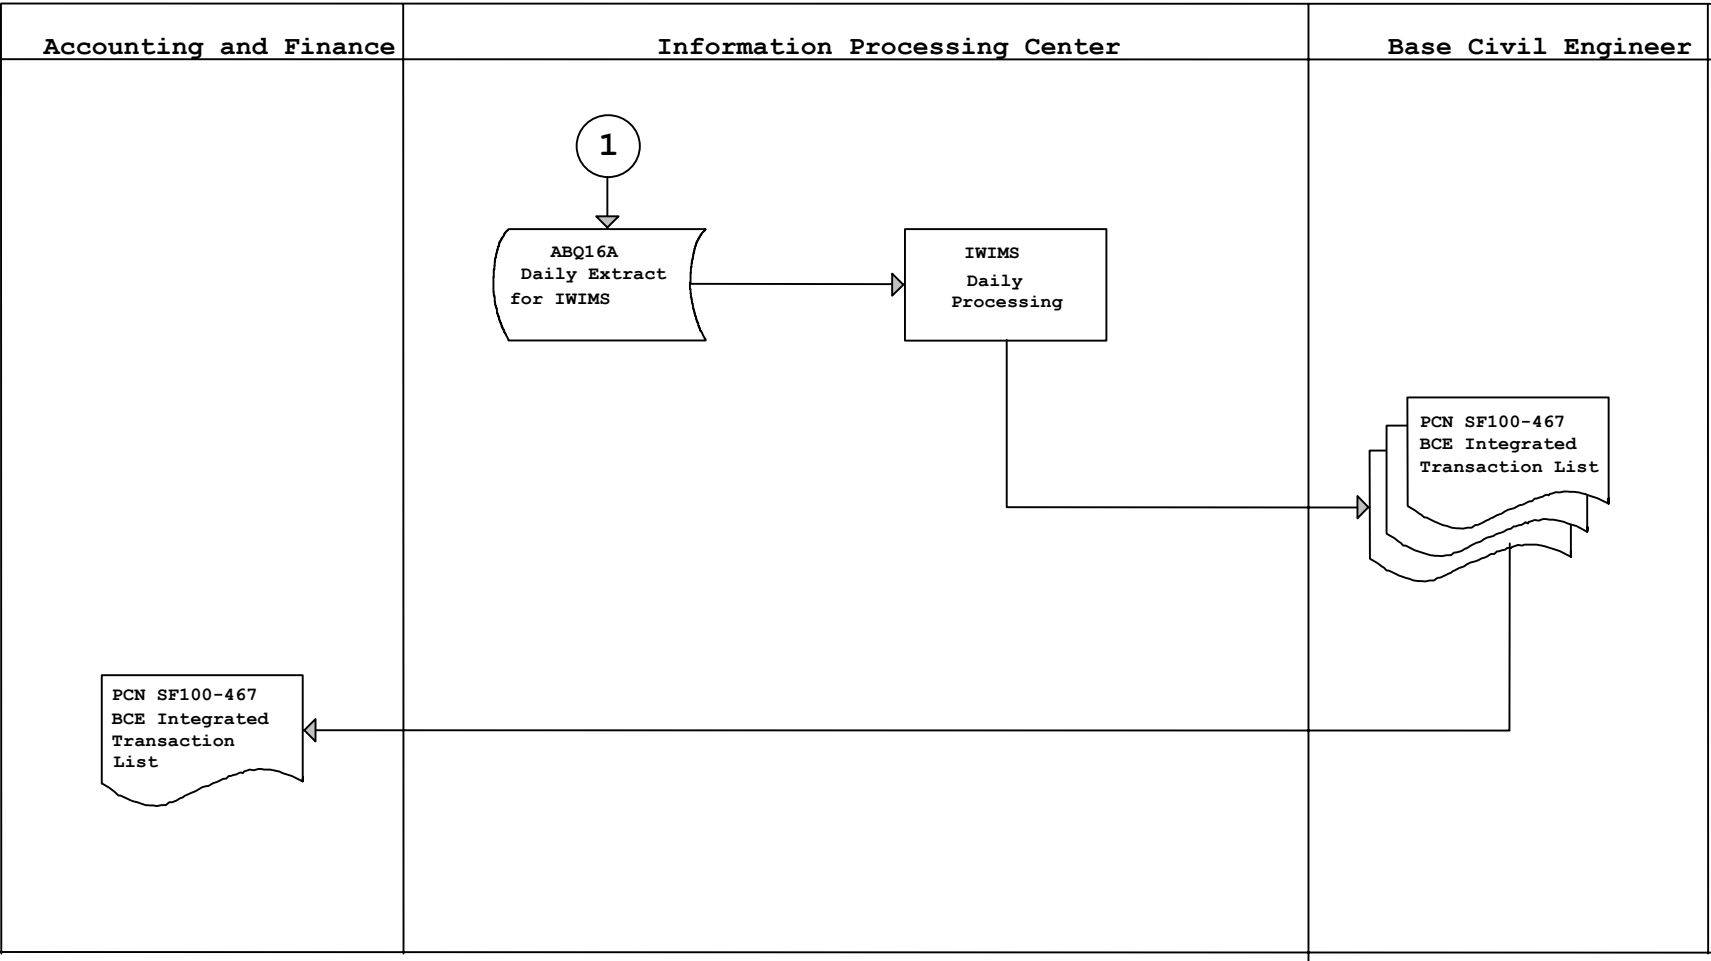 Accounting and Finance
Information Processing Center
Base Civil Engineer
1
ABQ16A
Daily Extract
for IWIMS
IWIMS
Daily
Processing
PCN SF100-467
BCE Integrated
Transaction List
PCN SF100-467
BCE Integrated
Transaction
List